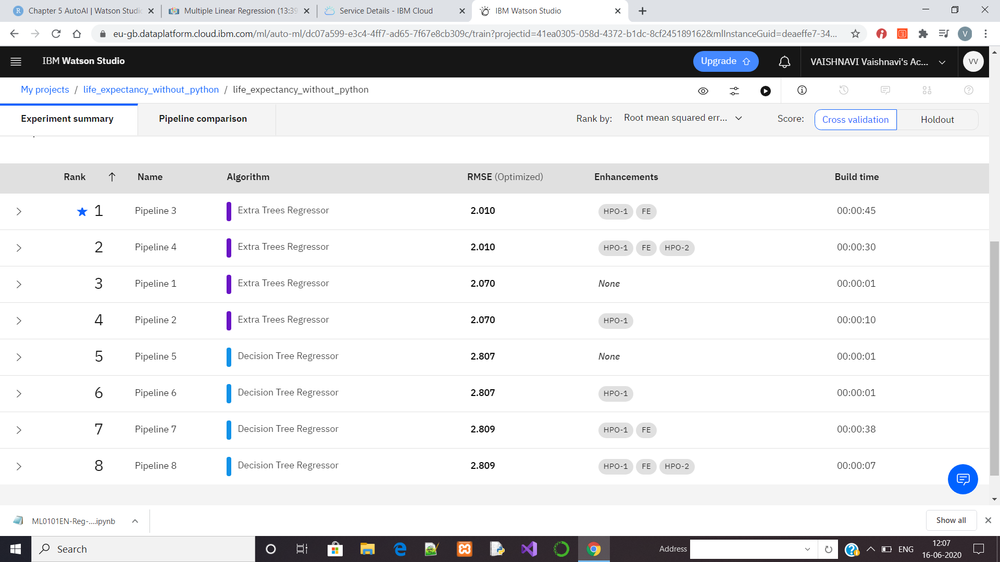 Chapter 5 AutoAI | Watson Studio
Multiple Linear Regression (13:39
Service Details - IBM Cloud
IBM Watson Studio
eu-gb.dataplatform.cloud.ibm.com/ml/auto-ml/dc07a599-e3c4-4ff7-ad65-7f67e8cb309c/train?projectid=41ea0305-058d-4372-b1dc-8cf245189162&mlInstanceGuid=deaeffe7-34...
V
IBM Watson Studio
Upgrade
VAISHNAVI Vaishnavi's Ac...
VV
My projects / life_expectancy_without_python / life_expectancy_without_python
Experiment summary
Pipeline comparison
Rank by: Root mean squared err...
Score: Cross validation Holdout
Rank Name Algorithm RMSE (Optimized) Enhancements Build time
1 Pipeline 3 Extra Trees Regressor 2.010 HPO-1 FE 00:00:45
2 Pipeline 4 Extra Trees Regressor 2.010 HPO-1 FE HPO-2 00:00:30
3 Pipeline 1 Extra Trees Regressor 2.070 None 00:00:01
4 Pipeline 2 Extra Trees Regressor 2.070 HPO-1 00:00:10
5 Pipeline 5 Decision Tree Regressor 2.807 None 00:00:01
6 Pipeline 6 Decision Tree Regressor 2.807 HPO-1 00:00:01
7 Pipeline 7 Decision Tree Regressor 2.809 HPO-1 FE 00:00:38
8 Pipeline 8 Decision Tree Regressor 2.809 HPO-1 FE HPO-2 00:00:07
ML0101EN-Reg-....ipynb
Show all
Search
Address
ENG
12:07
16-06-2020